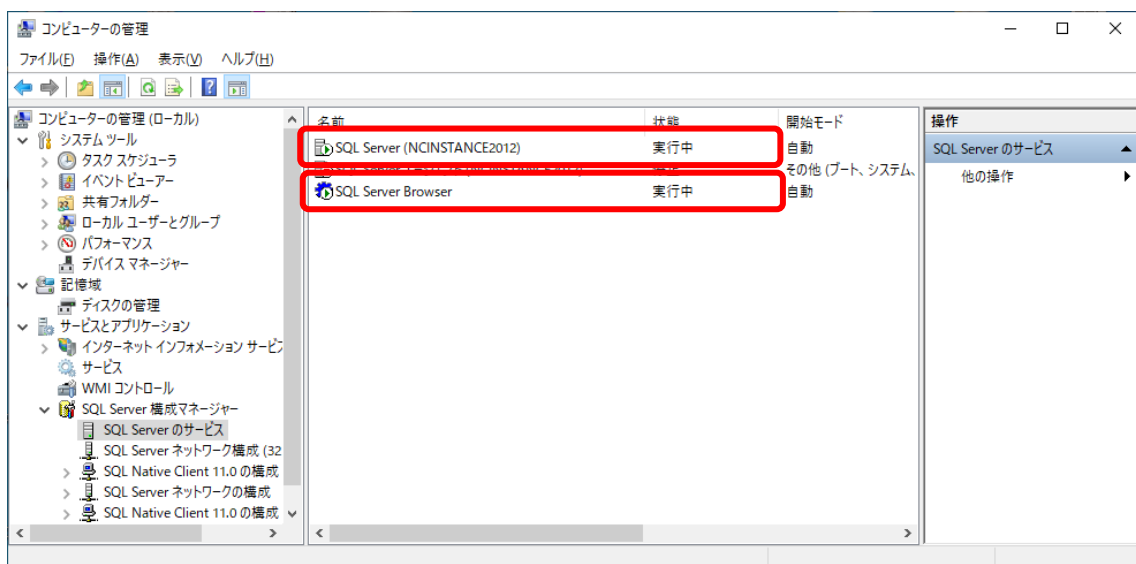 コンピューターの管理
ファイル(F) 操作(A) 表示(V) ヘルプ(H)
コンピューターの管理 (ローカル)
システム ツール
タスク スケジューラ
イベント ビューアー
共有フォルダー
ローカル ユーザーとグループ
パフォーマンス
デバイス マネージャー
記憶域
ディスクの管理
サービスとアプリケーション
インターネット インフォメーション サービ
サービス
WMI コントロール
SQL Server 構成マネージャー
SQL Server のサービス
SQL Server ネットワーク構成 (32
SQL Native Client 11.0 の構成
SQL Server ネットワークの構成
SQL Native Client 11.0 の構成
名前 状態 開始モード
SQL Server (NCINSTANCE2012) 実行中 自動
その他 (ブート、システム、
SQL Server Browser 実行中 自動
操作
SQL Server のサービス
他の操作